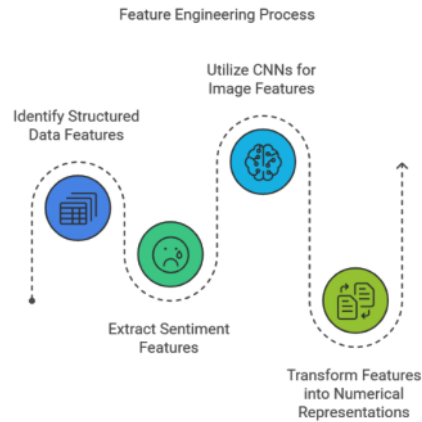 Feature Engineering Process
Utilize CNNs for
Image Features
Identify Structured
Data Features
Extract Sentiment
Features
Transform Features
into Numerical
Representations